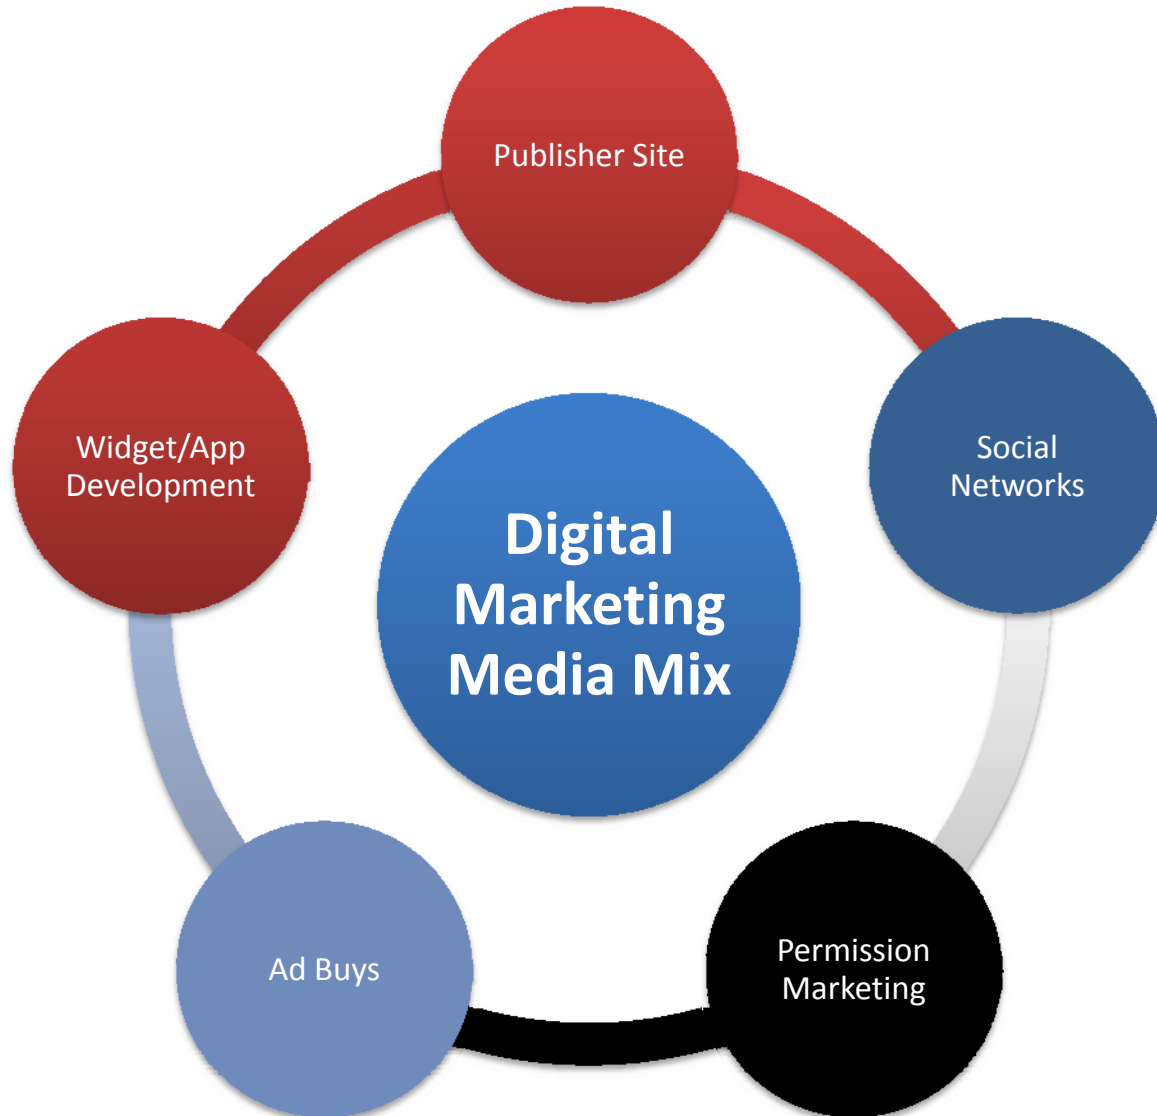 Publisher Site
Widget/App
Development
Social
Networks
Digital
Marketing
Media Mix
Ad Buys
Permission
Marketing